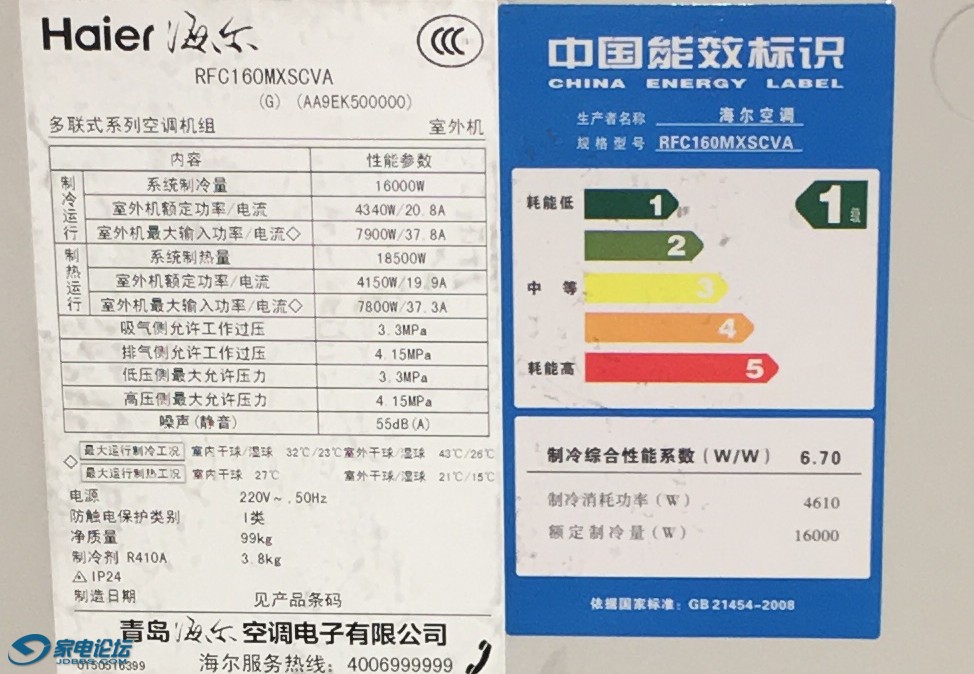 Haier 海尔
CCC
RFC160MXSCVA
(G) (AA9EK500000)
多联式系列空调机组 室外机
内容 性能参数
制冷运行
系统制冷量 16000W
室外机额定功率/电流 4340W/20.8A
室外机最大输入功率/电流◇ 7900W/37.8A
制热运行
系统制热量 18500W
室外机额定功率/电流 4150W/19.9A
室外机最大输入功率/电流◇ 7800W/37.3A
吸气侧允许工作过压 3.3MPa
排气侧允许工作过压 4.15MPa
低压侧最大允许压力 3.3MPa
高压侧最大允许压力 4.15MPa
噪声(静音) 55dB(A)
◇ 最大运行制冷工况 室内干球/湿球 32℃/23℃ 室外干球/湿球 43℃/26℃
最大运行制热工况 室内干球 27℃ 室外干球/湿球 21℃/15℃
电源 220V~,50Hz
防触电保护类别 I类
净质量 99kg
制冷剂 R410A 3.8kg
IP24
制造日期 见产品条码
青岛海尔空调电子有限公司
0150516399 海尔服务热线: 4006999999
家电论坛
JDBBS.COM
中国能效标识
CHINA ENERGY LABEL
生产者名称 海尔空调
规格型号 RFC160MXSCVA
耗能低 1
1级
2
中等 3
4
耗能高 5
制冷综合性能系数(W/W) 6.70
制冷消耗功率(W) 4610
额定制冷量(W) 16000
依据国家标准: GB 21454-2008